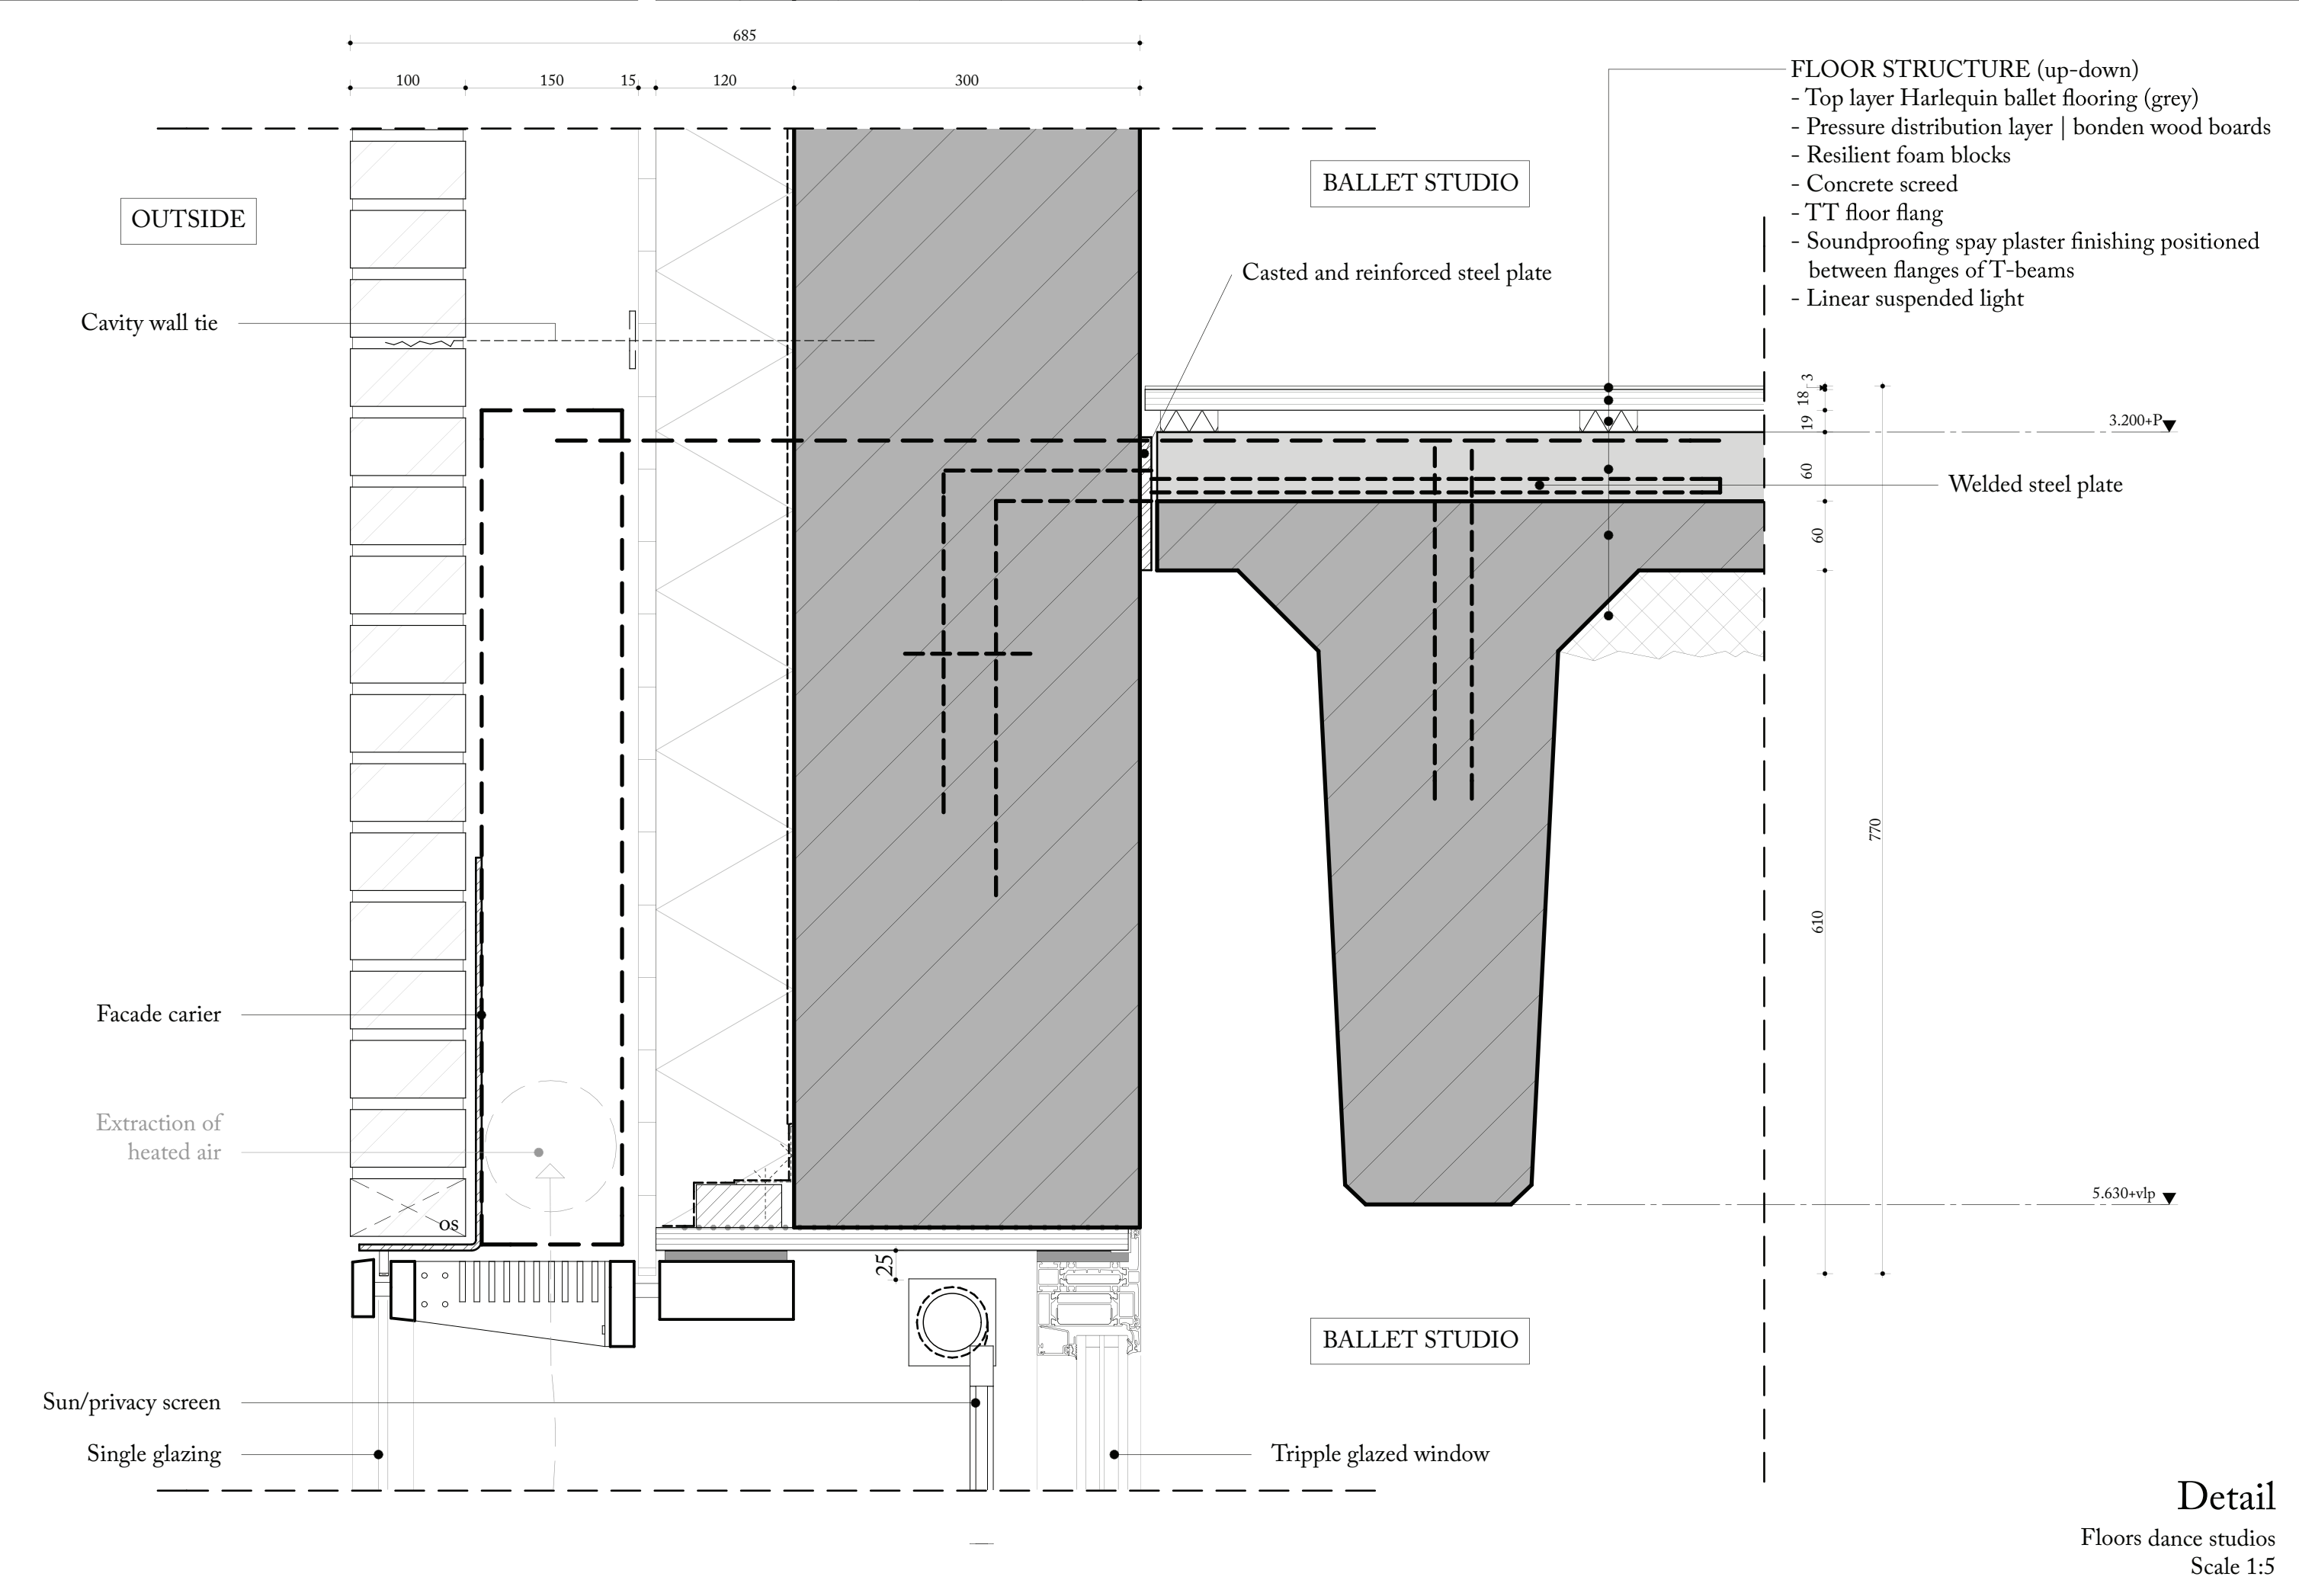 685
100
150
15
120
300
FLOOR STRUCTURE (up-down)
- Top layer Harlequin ballet flooring (grey)
- Pressure distribution layer | bonden wood boards
- Resilient foam blocks
- Concrete screed
- TT floor flang
- Soundproofing spay plaster finishing positioned
between flanges of T-beams
- Linear suspended light
OUTSIDE
BALLET STUDIO
Casted and reinforced steel plate
Cavity wall tie
3
18
19
3.200+P
60
Welded steel plate
60
770
610
Facade carier
Extraction of
heated air
OS
5.630+vlp
25
BALLET STUDIO
Sun/privacy screen
Single glazing
Tripple glazed window
Detail
Floors dance studios
Scale 1:5